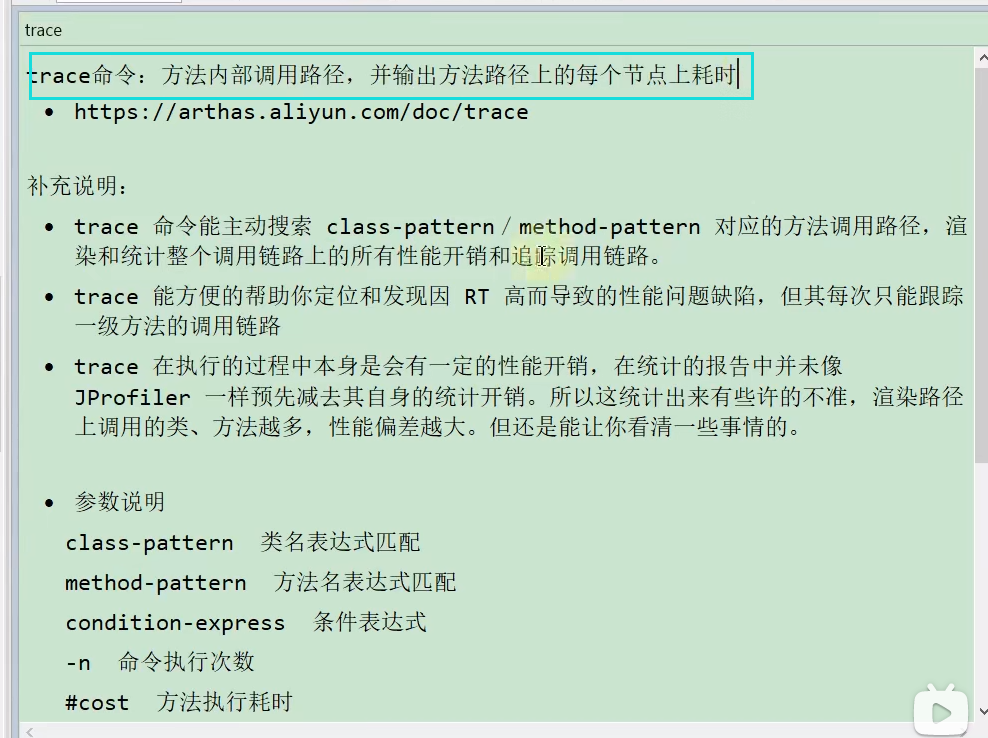 trace
trace命令：方法内部调用路径，并输出方法路径上的每个节点上耗时
• https://arthas.aliyun.com/doc/trace
补充说明：
• trace 命令能主动搜索 class-pattern／method-pattern 对应的方法调用路径，渲
染和统计整个调用链路上的所有性能开销和追踪调用链路。
• trace 能方便的帮助你定位和发现因 RT 高而导致的性能问题缺陷，但其每次只能跟踪
一级方法的调用链路
• trace 在执行的过程中本身是会有一定的性能开销，在统计的报告中并未像
JProfiler 一样预先减去其自身的统计开销。所以这统计出来有些许的不准，渲染路径
上调用的类、方法越多，性能偏差越大。但还是能让你看清一些事情的。
• 参数说明
class-pattern 类名表达式匹配
method-pattern 方法名表达式匹配
condition-express 条件表达式
-n 命令执行次数
#cost 方法执行耗时